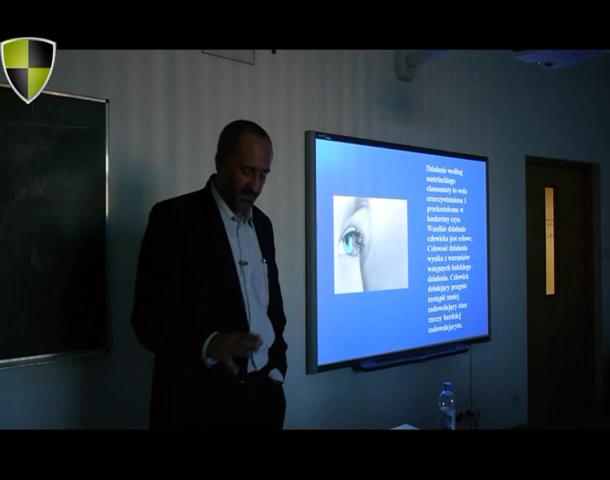 Działanie według
austriackiego
ekonomisty to wola
urzeczywistniona i
przekształcona w
konkretny czyn.
Wszelkie działanie
człowieka jest celowe.
Celowość działania
wynika z warunków
wstępnych ludzkiego
działania. Człowiek
działający pragnie
zastąpić mniej
zadowalający stan
rzeczy bardziej
zadowalającym.